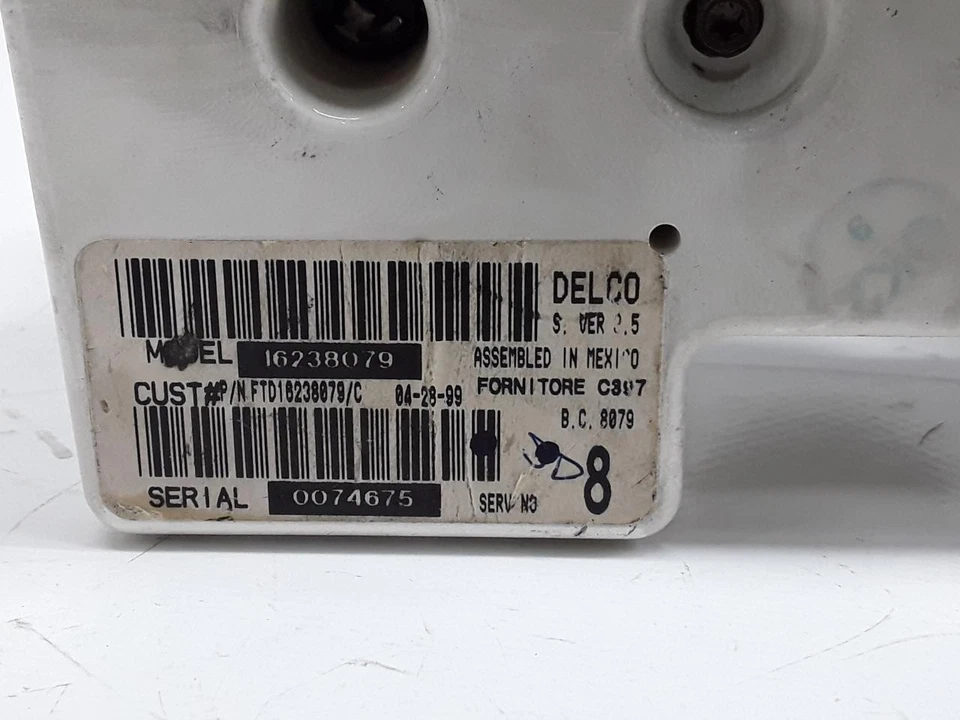 DELCO
S. VER 2.5
MODEL 16238079
ASSEMBLED IN MEXICO
CUST# P/N FTD16238079/C 04-28-99
FORNITORE C397
B.C. 8079
8
SERIAL 0074675
SERV NO